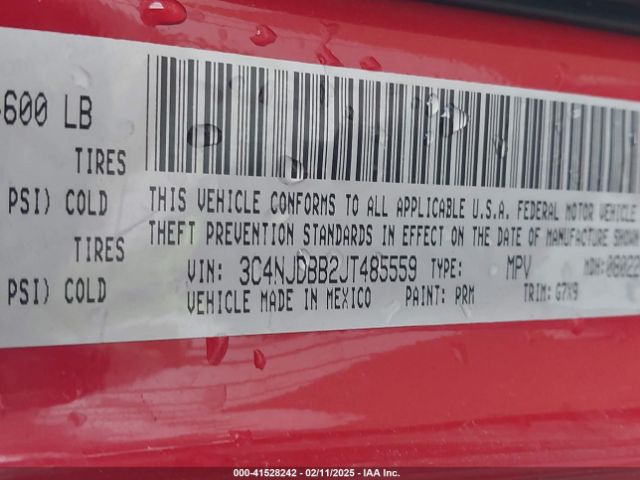 600 LB
TIRES
PSI) COLD
TIRES
PSI) COLD
THIS VEHICLE CONFORMS TO ALL APPLICABLE U.S.A. FEDERAL MOTOR VEHICLE
THEFT PREVENTION STANDARDS IN EFFECT ON THE DATE OF MANUFACTURE SHOWN
VIN: 3C4NJDBB2JT485559 TYPE: MPV MDH:
VEHICLE MADE IN MEXICO PAINT: PRM TRIM: G7X9
000-41528242 - 02/11/2025 - IAA Inc.